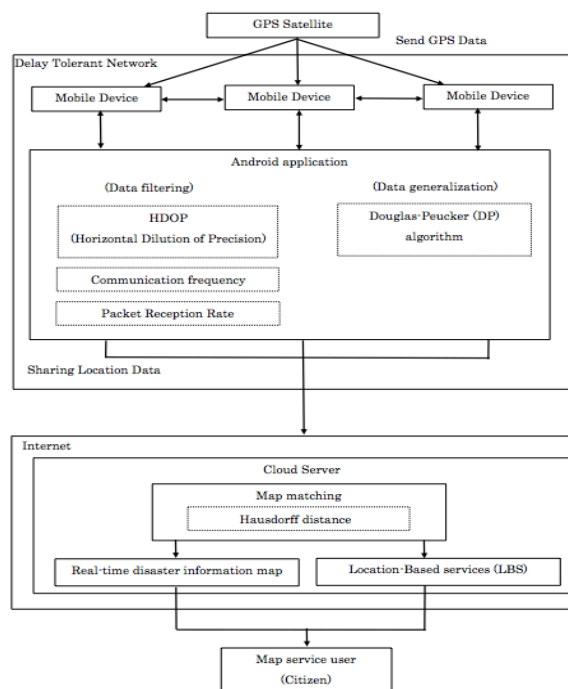 GPS Satellite
Send GPS Data
Delay Tolerant Network
Mobile Device
Mobile Device
Mobile Device
Android application
(Data filtering)
(Data generalization)
HDOP
(Horizontal Dilution of Precision)
Douglas-Peucker (DP)
algorithm
Communication frequency
Packet Reception Rate
Sharing Location Data
Internet
Cloud Server
Map matching
Hausdorff distance
Real-time disaster information map
Location-Based services (LBS)
Map service user
(Citizen)